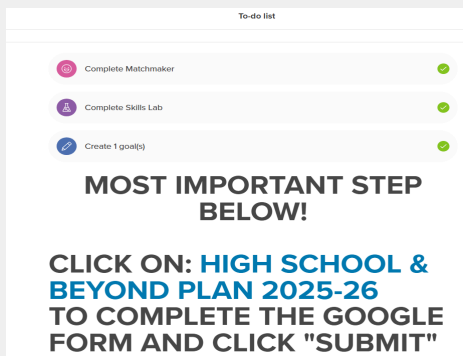 To-do list
Complete Matchmaker
Complete Skills Lab
Create 1 goal(s)
MOST IMPORTANT STEP
BELOW!
CLICK ON: HIGH SCHOOL &
BEYOND PLAN 2025-26
TO COMPLETE THE GOOGLE
FORM AND CLICK "SUBMIT"